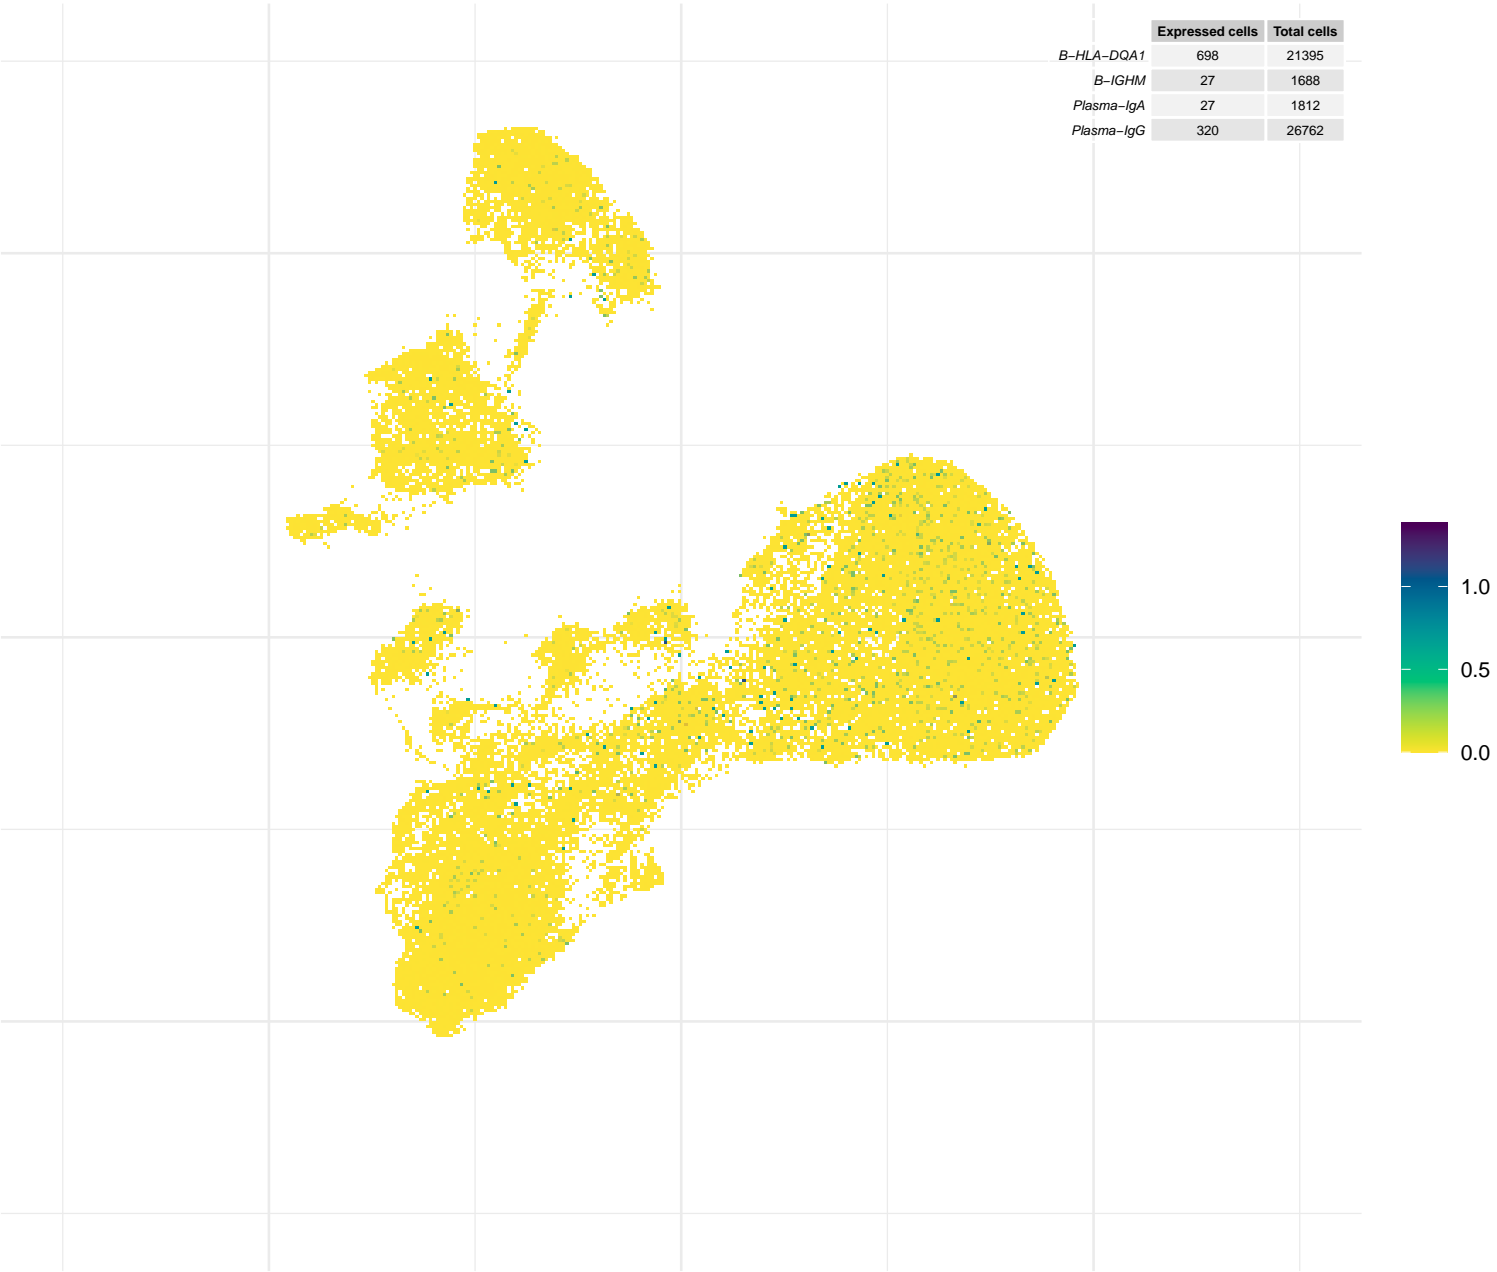 Expressed cells Total cells
B−HLA−DQA1 698 21395
B−IGHM 27 1688
Plasma−IgA 27 1812
Plasma−IgG 320 26762
1.0
0.5
0.0